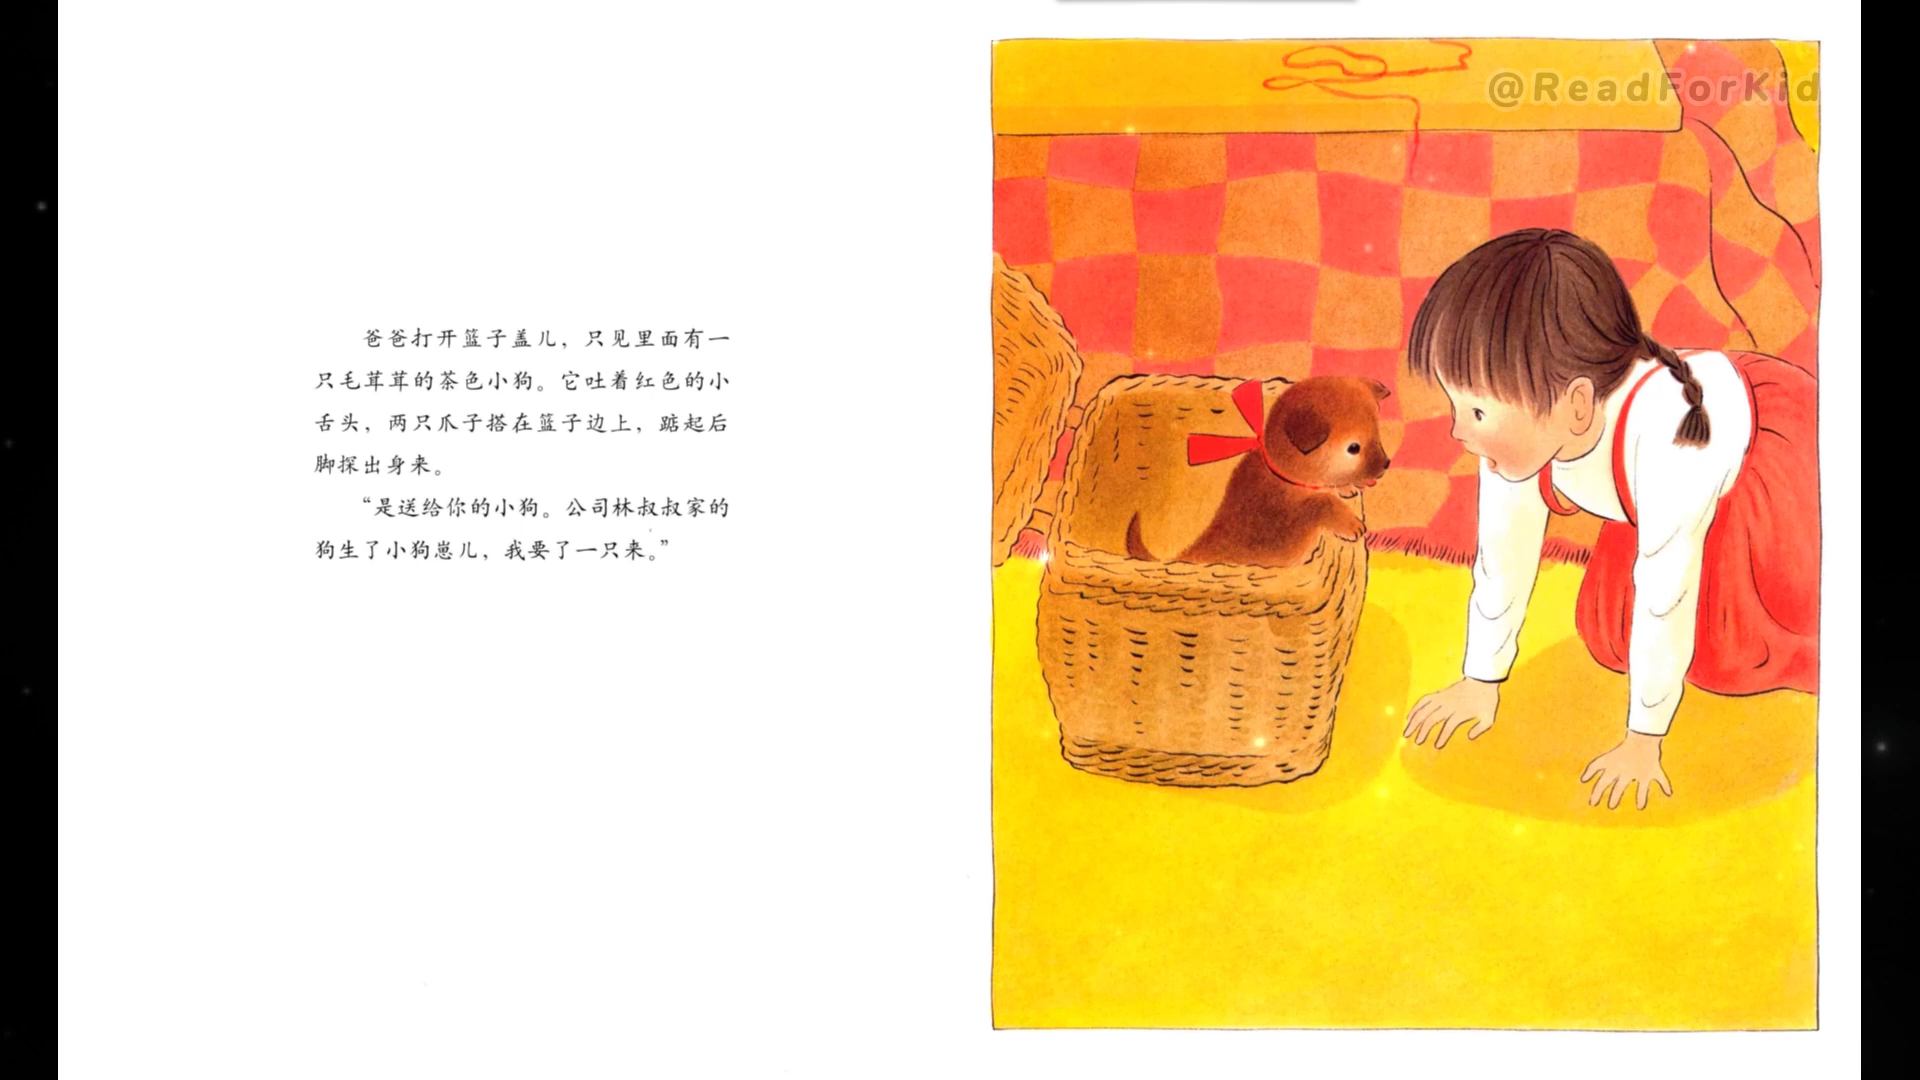 爸爸打开篮子盖儿，只见里面有一
只毛茸茸的茶色小狗。它吐着红色的小
舌头，两只爪子搭在篮子边上，踮起后
脚探出身来。
“是送给你的小狗。公司林叔叔家的
狗生了小狗崽儿，我要了一只来。”
@ReadForKid